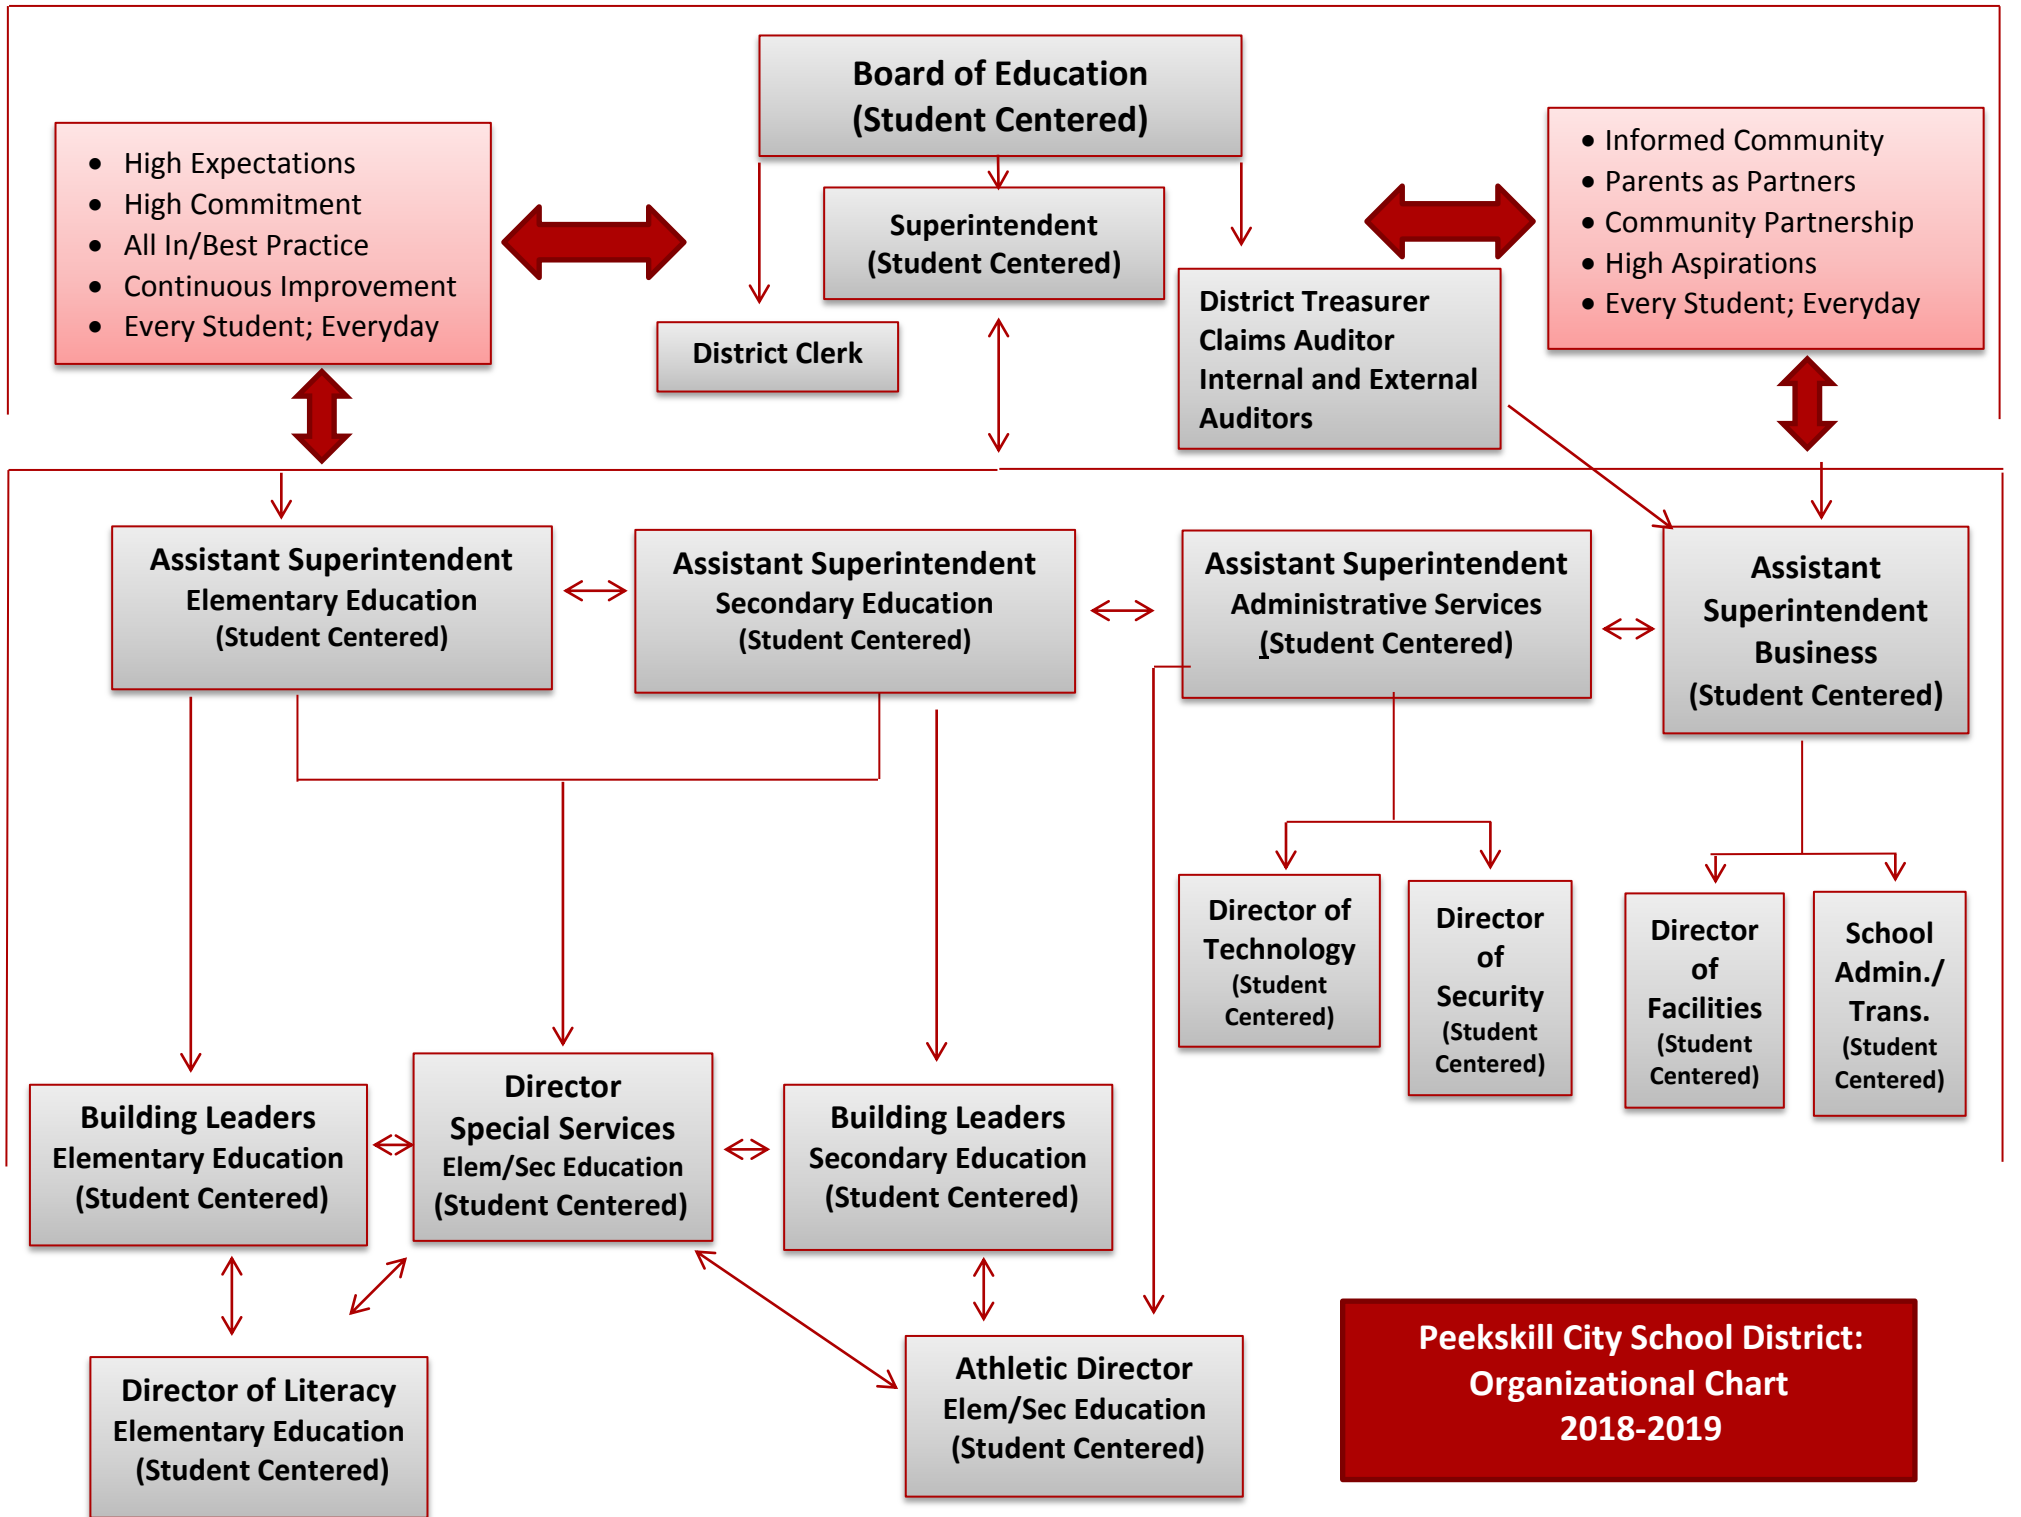 Board of Education
(Student Centered)
• High Expectations
• High Commitment
• All In/Best Practice
• Continuous Improvement
• Every Student; Everyday
Superintendent
(Student Centered)
• Informed Community
• Parents as Partners
• Community Partnership
• High Aspirations
• Every Student; Everyday
District Clerk
District Treasurer
Claims Auditor
Internal and External
Auditors
Assistant Superintendent
Elementary Education
(Student Centered)
Assistant Superintendent
Secondary Education
(Student Centered)
Assistant Superintendent
Administrative Services
(Student Centered)
Assistant
Superintendent
Business
(Student Centered)
Director of
Technology
(Student
Centered)
Director
of
Security
(Student
Centered)
Director
of
Facilities
(Student
Centered)
School
Admin./
Trans.
(Student
Centered)
Building Leaders
Elementary Education
(Student Centered)
Director
Special Services
Elem/Sec Education
(Student Centered)
Building Leaders
Secondary Education
(Student Centered)
Director of Literacy
Elementary Education
(Student Centered)
Athletic Director
Elem/Sec Education
(Student Centered)
Peekskill City School District:
Organizational Chart
2018-2019